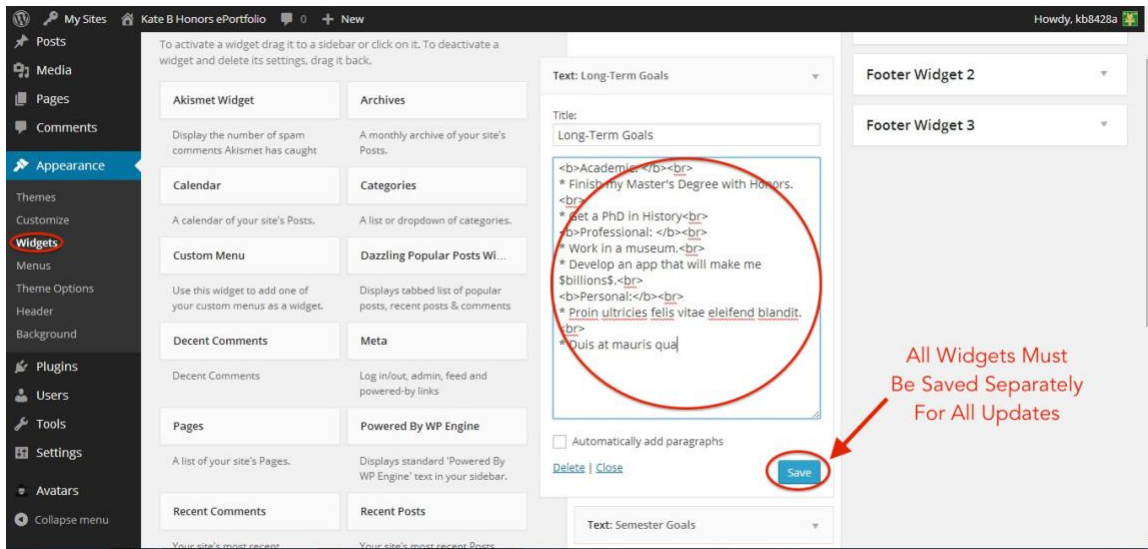 My Sites Kate B Honors ePortfolio 0 + New Howdy, kb8428a
Posts
Media
Pages
Comments
Appearance
Themes
Customize
Widgets
Menus
Theme Options
Header
Background
Plugins
Users
Tools
Settings
Avatars
Collapse menu
To activate a widget drag it to a sidebar or click on it. To deactivate a
widget and delete its settings, drag it back.
Akismet Widget
Display the number of spam
comments Akismet has caught
Archives
A monthly archive of your site's
Posts.
Calendar
A calendar of your site's Posts.
Categories
A list or dropdown of categories.
Custom Menu
Use this widget to add one of
your custom menus as a widget.
Dazzling Popular Posts Wi...
Displays tabbed list of popular
posts, recent posts & comments
Decent Comments
Decent Comments
Meta
Log in/out, admin, feed and
powered-by links
Pages
A list of your site's Pages.
Powered By WP Engine
Displays standard 'Powered By
WP Engine' text in your sidebar.
Recent Comments
Your site's most recent
Recent Posts
Your site's most recent Posts
Text: Long-Term Goals
Title:
Long-Term Goals
<b>Academic: </b><br>
* Finish my Master's Degree with Honors.
<br>
* Get a PhD in History<br>
<b>Professional: </b><br>
* Work in a museum.<br>
* Develop an app that will make me
$billions$.<br>
<b>Personal:</b><br>
* Proin ultricies felis vitae eleifend blandit.
<br>
* Duis at mauris qua
Automatically add paragraphs
Delete | Close
Save
Text: Semester Goals
Footer Widget 2
Footer Widget 3
All Widgets Must
Be Saved Separately
For All Updates